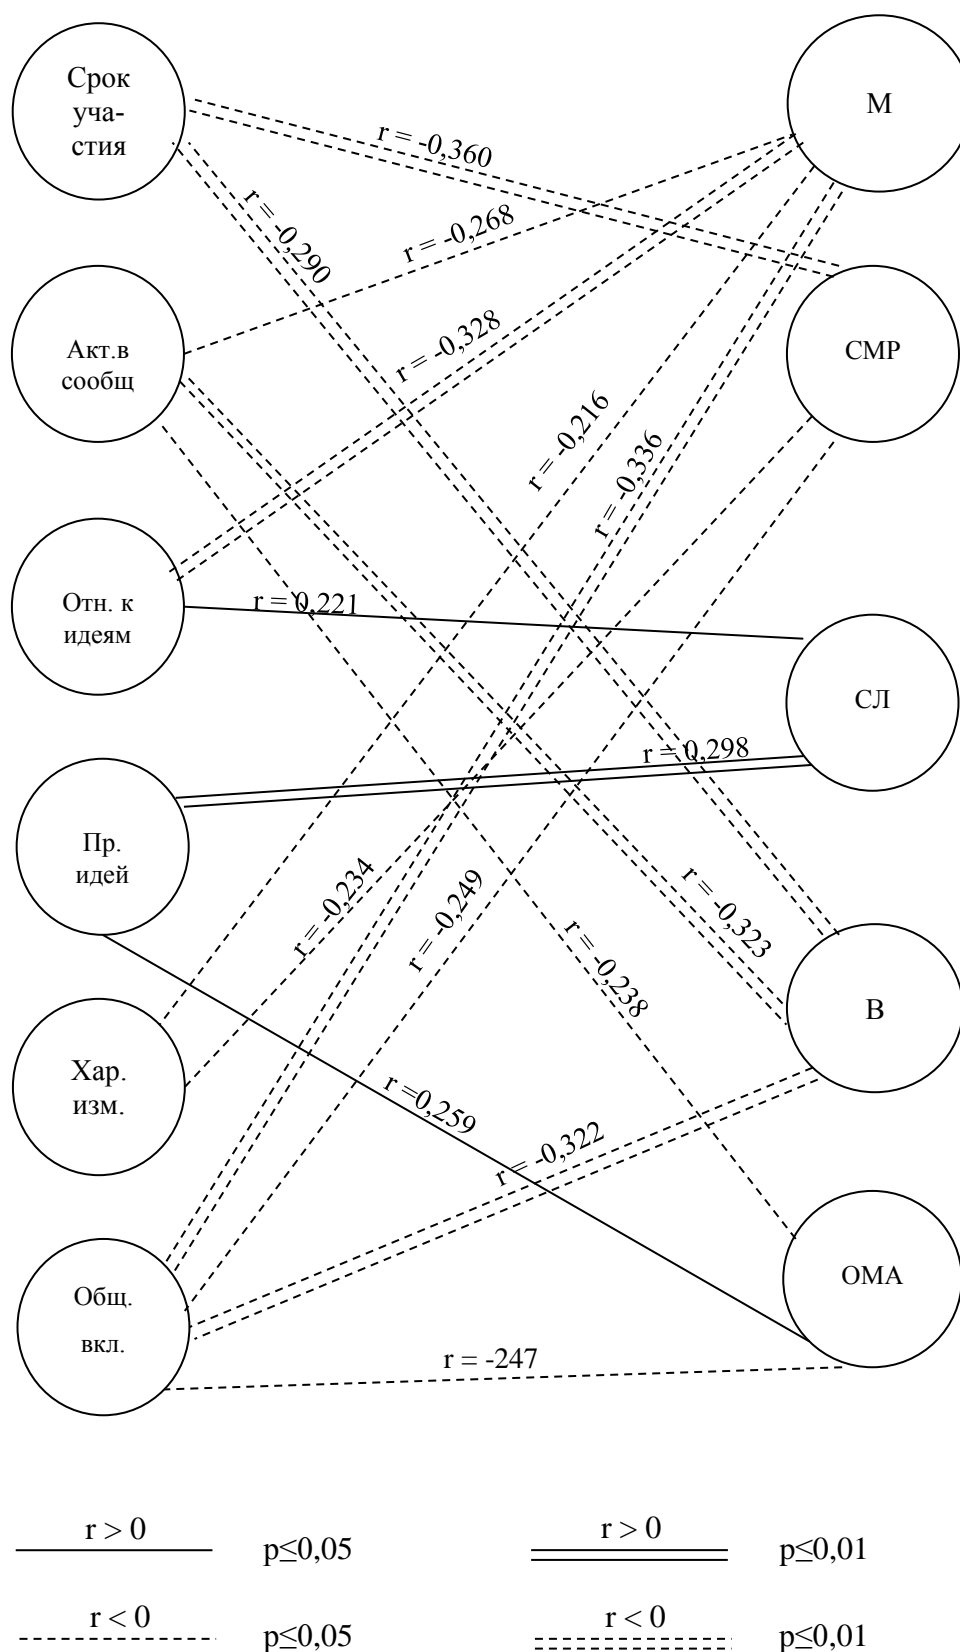 Срок
уча-
стия
М
r = -0,360
r = -0,290
r = -0,268
Акт.в
сообщ
СМР
r = -0,328
r = -0,216
r = -0,336
Отн. к
идеям
r = 0,221
СЛ
r = 0,298
Пр.
идей
r = -0,234
r = -0,249
r = -0,323
r = -0,238
В
Хар.
изм.
r =0,259
r = -0,322
Общ.
вкл.
ОМА
r = -247
r > 0
p≤0,05
r > 0
p≤0,01
r < 0
p≤0,05
r < 0
p≤0,01